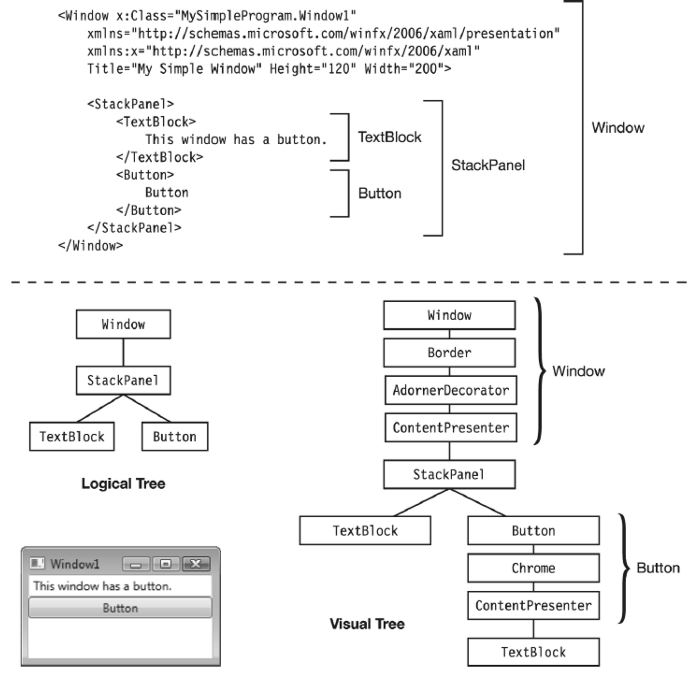 <Window x:Class="MySimpleProgram.Window1"
xmlns="http://schemas.microsoft.com/winfx/2006/xaml/presentation"
xmlns:x="http://schemas.microsoft.com/winfx/2006/xaml"
Title="My Simple Window" Height="120" Width="200">
<StackPanel>
<TextBlock>
This window has a button.
</TextBlock>
<Button>
Button
</Button>
</StackPanel>
</Window>
TextBlock
Button
StackPanel
Window
Window
StackPanel
TextBlock Button
Logical Tree
Window1
This window has a button.
Button
Window
Border
AdornerDecorator
ContentPresenter
Window
StackPanel
TextBlock Button
Chrome
ContentPresenter
Button
TextBlock
Visual Tree